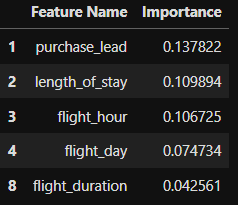 Feature Name Importance
1 purchase_lead 0.137822
2 length_of_stay 0.109894
3 flight_hour 0.106725
4 flight_day 0.074734
8 flight_duration 0.042561